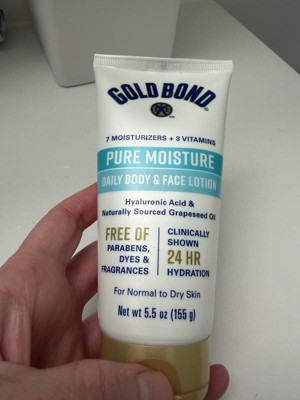 GOLD BOND
7 MOISTURIZERS + 3 VITAMINS
PURE MOISTURE
DAILY BODY & FACE LOTION
Hyaluronic Acid &
Naturally Sourced Grapeseed Oil
FREE OF
PARABENS,
DYES &
FRAGRANCES
CLINICALLY
SHOWN
24 HR
HYDRATION
For Normal to Dry Skin
Net wt 5.5 oz (155 g)